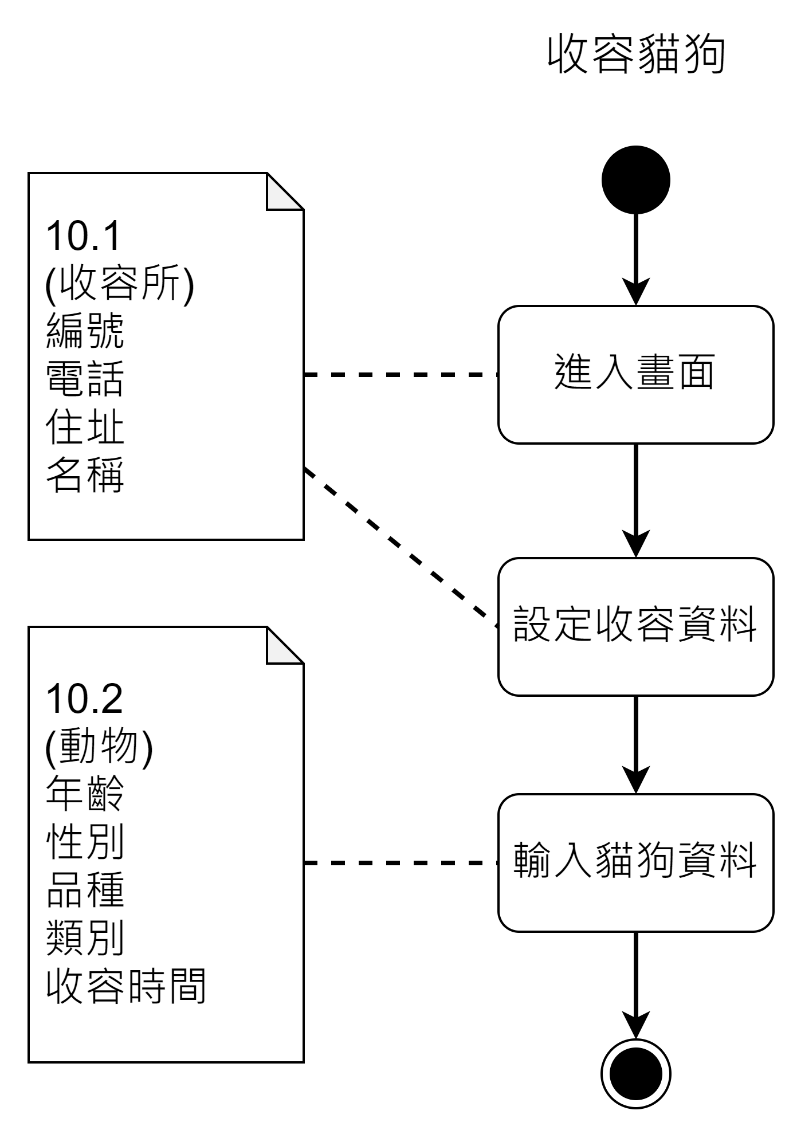 收容貓狗
10.1
(收容所)
編號
電話
住址
名稱
進入畫面
設定收容資料
10.2
(動物)
年齡
性別
品種
類別
收容時間
輸入貓狗資料